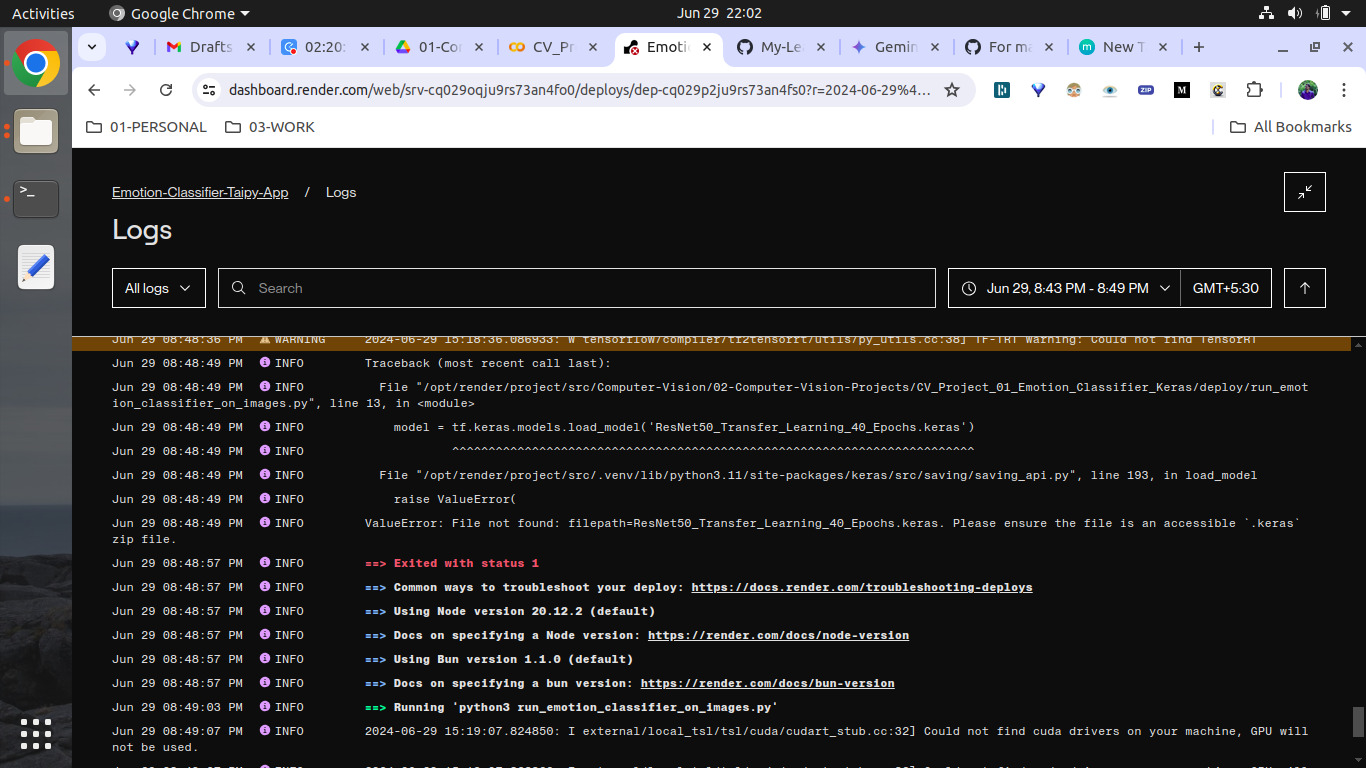 Activities
Google Chrome
Jun 29 22:02
Drafts
02:20:
01-Co
CV_Pr
Emoti
My-Le
Gemin
For ma
New T
dashboard.render.com/web/srv-cq029oqju9rs73an4fo0/deploys/dep-cq029p2ju9rs73an4fs0?r=2024-06-29%4...
ZIP
M
01-PERSONAL
03-WORK
All Bookmarks
Emotion-Classifier-Taipy-App / Logs
Logs
All logs
Search
Jun 29, 8:43 PM - 8:49 PM
GMT+5:30
Jun 29 08:48:36 PM WARNING 2024-06-29 15:18:36.086933: W tensorflow/compiler/tf2tensorrt/utils/py_utils.cc:38] TF-TRT Warning: Could not find TensorRT
Jun 29 08:48:49 PM INFO Traceback (most recent call last):
Jun 29 08:48:49 PM INFO File "/opt/render/project/src/Computer-Vision/02-Computer-Vision-Projects/CV_Project_01_Emotion_Classifier_Keras/deploy/run_emot
ion_classifier_on_images.py", line 13, in <module>
Jun 29 08:48:49 PM INFO model = tf.keras.models.load_model('ResNet50_Transfer_Learning_40_Epochs.keras')
Jun 29 08:48:49 PM INFO ^^^^^^^^^^^^^^^^^^^^^^^^^^^^^^^^^^^^^^^^^^^^^^^^^^^^^^^^^^^^^^^^^^^^^^^^
Jun 29 08:48:49 PM INFO File "/opt/render/project/src/.venv/lib/python3.11/site-packages/keras/src/saving/saving_api.py", line 193, in load_model
Jun 29 08:48:49 PM INFO raise ValueError(
Jun 29 08:48:49 PM INFO ValueError: File not found: filepath=ResNet50_Transfer_Learning_40_Epochs.keras. Please ensure the file is an accessible `.keras`
zip file.
Jun 29 08:48:57 PM INFO ==> Exited with status 1
Jun 29 08:48:57 PM INFO ==> Common ways to troubleshoot your deploy: https://docs.render.com/troubleshooting-deploys
Jun 29 08:48:57 PM INFO ==> Using Node version 20.12.2 (default)
Jun 29 08:48:57 PM INFO ==> Docs on specifying a Node version: https://render.com/docs/node-version
Jun 29 08:48:57 PM INFO ==> Using Bun version 1.1.0 (default)
Jun 29 08:48:57 PM INFO ==> Docs on specifying a bun version: https://render.com/docs/bun-version
Jun 29 08:49:03 PM INFO ==> Running 'python3 run_emotion_classifier_on_images.py'
Jun 29 08:49:07 PM INFO 2024-06-29 15:19:07.824850: I external/local_tsl/tsl/cuda/cudart_stub.cc:32] Could not find cuda drivers on your machine, GPU will
not be used.